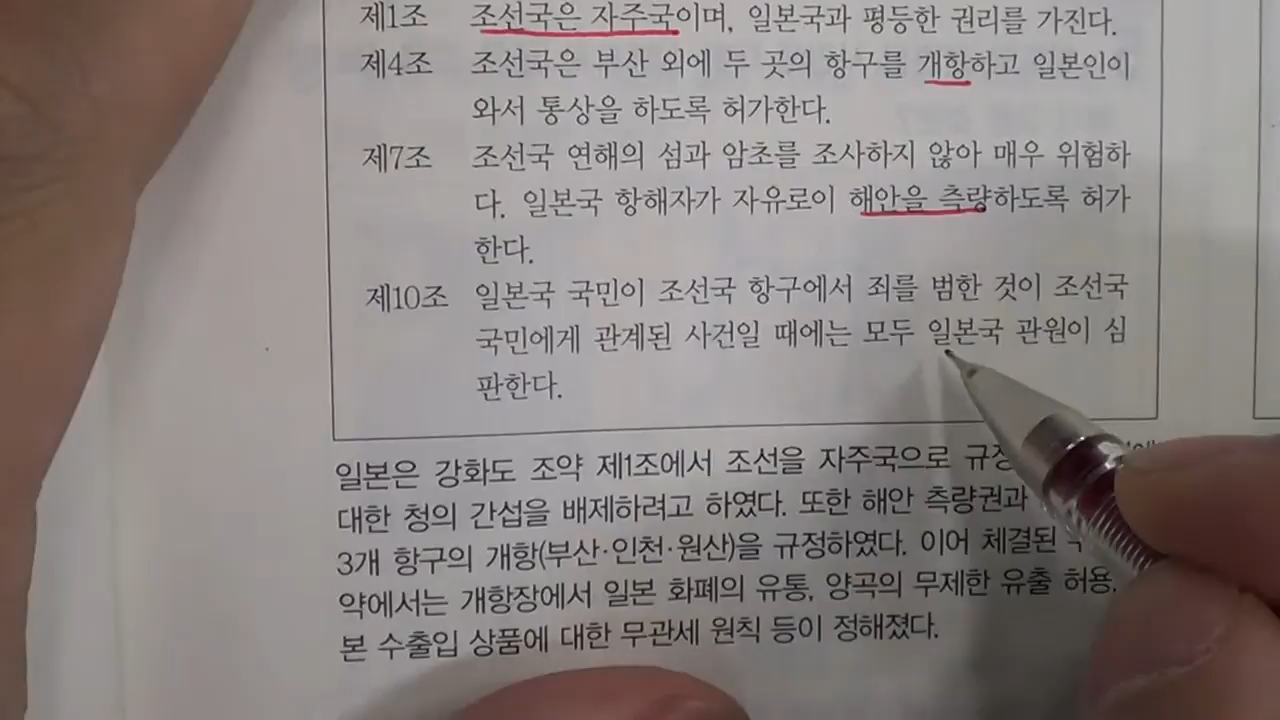 제1조 조선국은 자주국이며, 일본국과 평등한 권리를 가진다.
제4조 조선국은 부산 외에 두 곳의 항구를 개항하고 일본인이
와서 통상을 하도록 허가한다.
제7조 조선국 연해의 섬과 암초를 조사하지 않아 매우 위험하
다. 일본국 항해자가 자유로이 해안을 측량하도록 허가
한다.
제10조 일본국 국민이 조선국 항구에서 죄를 범한 것이 조선국
국민에게 관계된 사건일 때에는 모두 일본국 관원이 심
판한다.
일본은 강화도 조약 제1조에서 조선을 자주국으로 규정
대한 청의 간섭을 배제하려고 하였다. 또한 해안 측량권과
3개 항구의 개항(부산·인천·원산)을 규정하였다. 이어 체결된
약에서는 개항장에서 일본 화폐의 유통, 양곡의 무제한 유출 허용,
본 수출입 상품에 대한 무관세 원칙 등이 정해졌다.